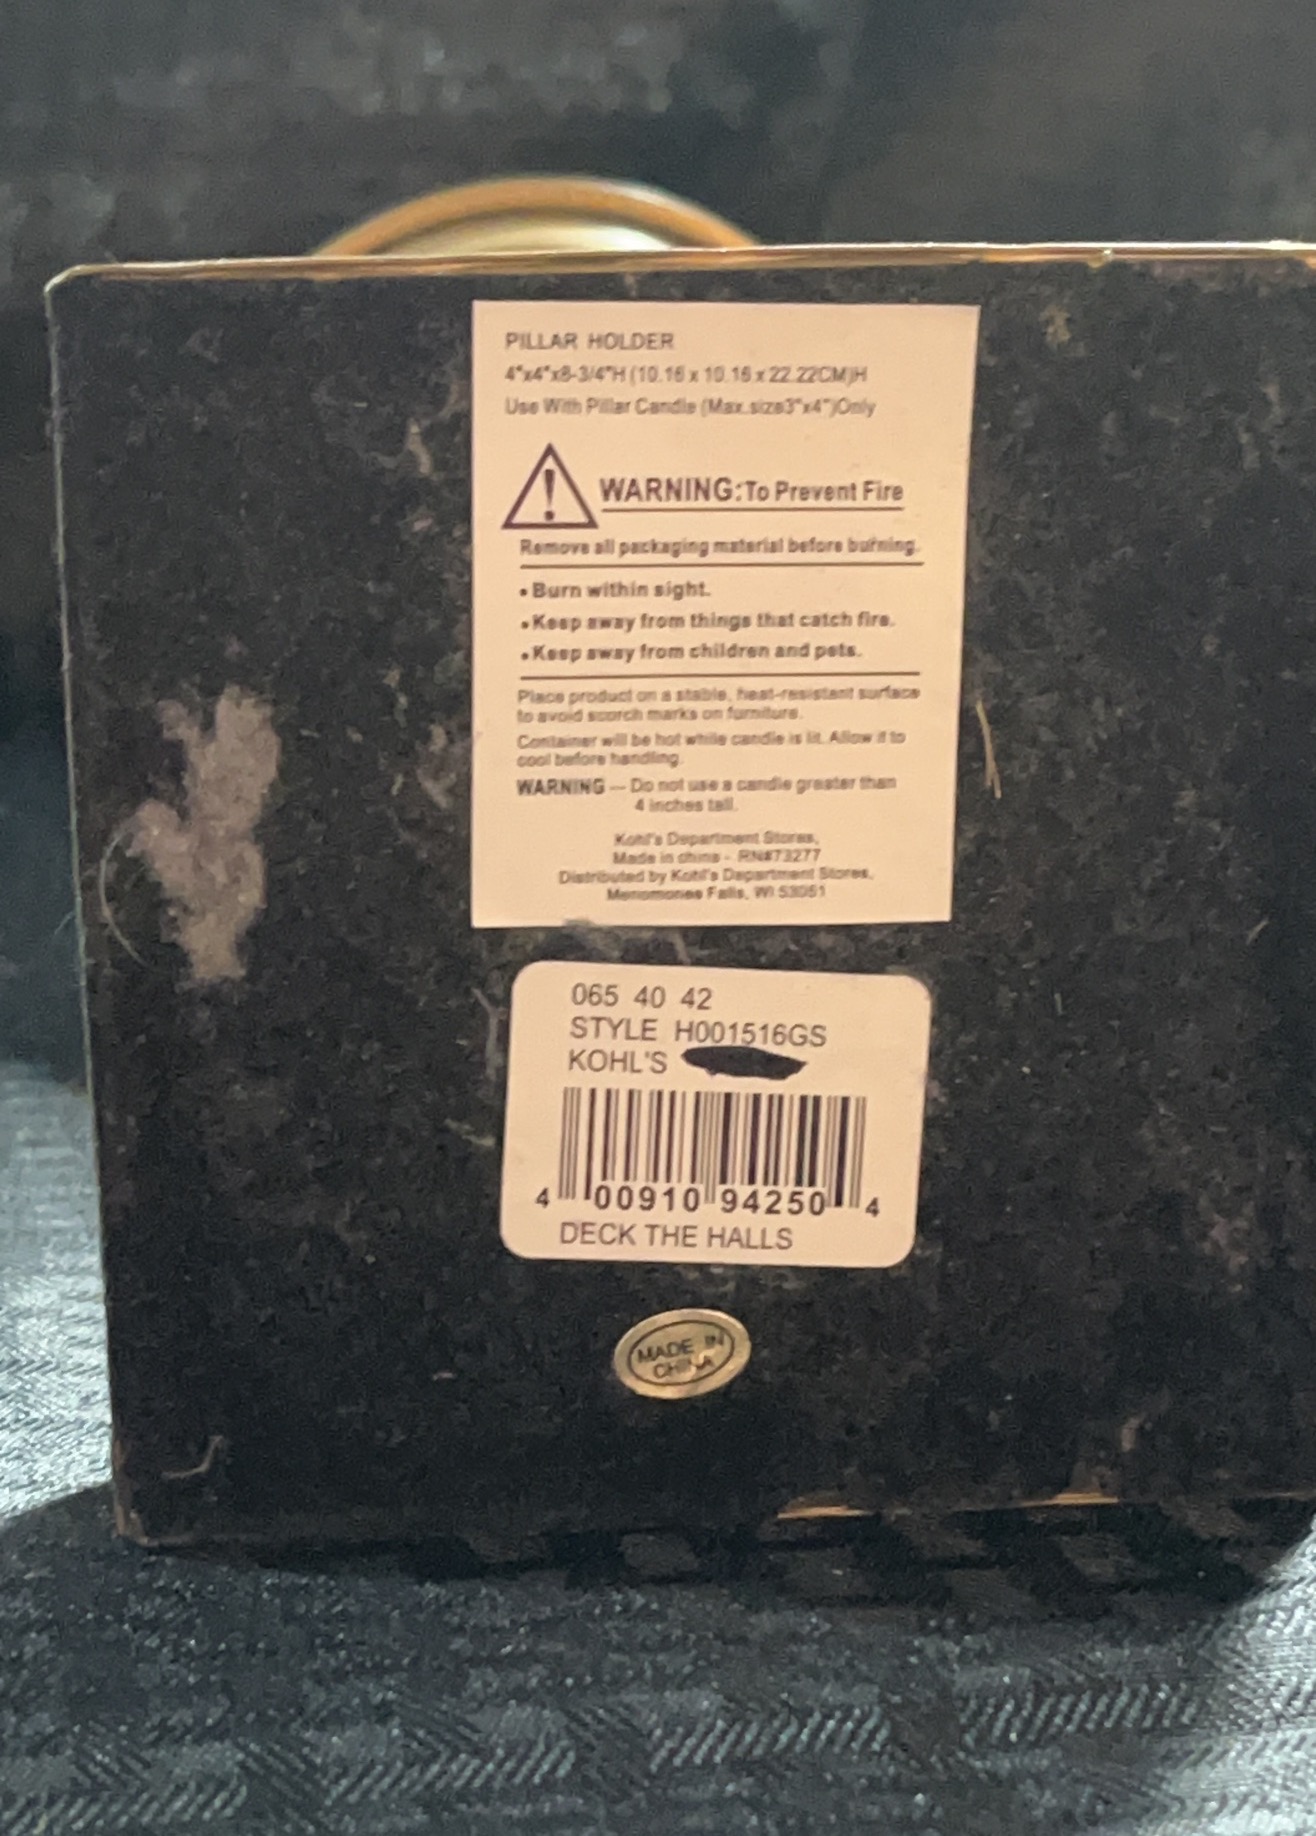 PILLAR HOLDER
4"x4"x8-3/4"H (10.16 x 10.16 x 22.22CM)H
Use With Pillar Candle (Max.size3"x4")Only
WARNING:To Prevent Fire
Remove all packaging material before burning.
• Burn within sight.
• Keep away from things that catch fire.
• Keep away from children and pets.
Place product on a stable, heat-resistant surface
to avoid scorch marks on furniture.
Container will be hot while candle is lit. Allow it to
cool before handling.
WARNING — Do not use a candle greater than
4 inches tall.
Kohl's Department Stores,
Made in china - RN#73277
Distributed by Kohl's Department Stores,
Menomonee Falls, WI 53051
065 40 42
STYLE H001516GS
KOHL'S
4 00910 94250 4
DECK THE HALLS
MADE IN
CHINA